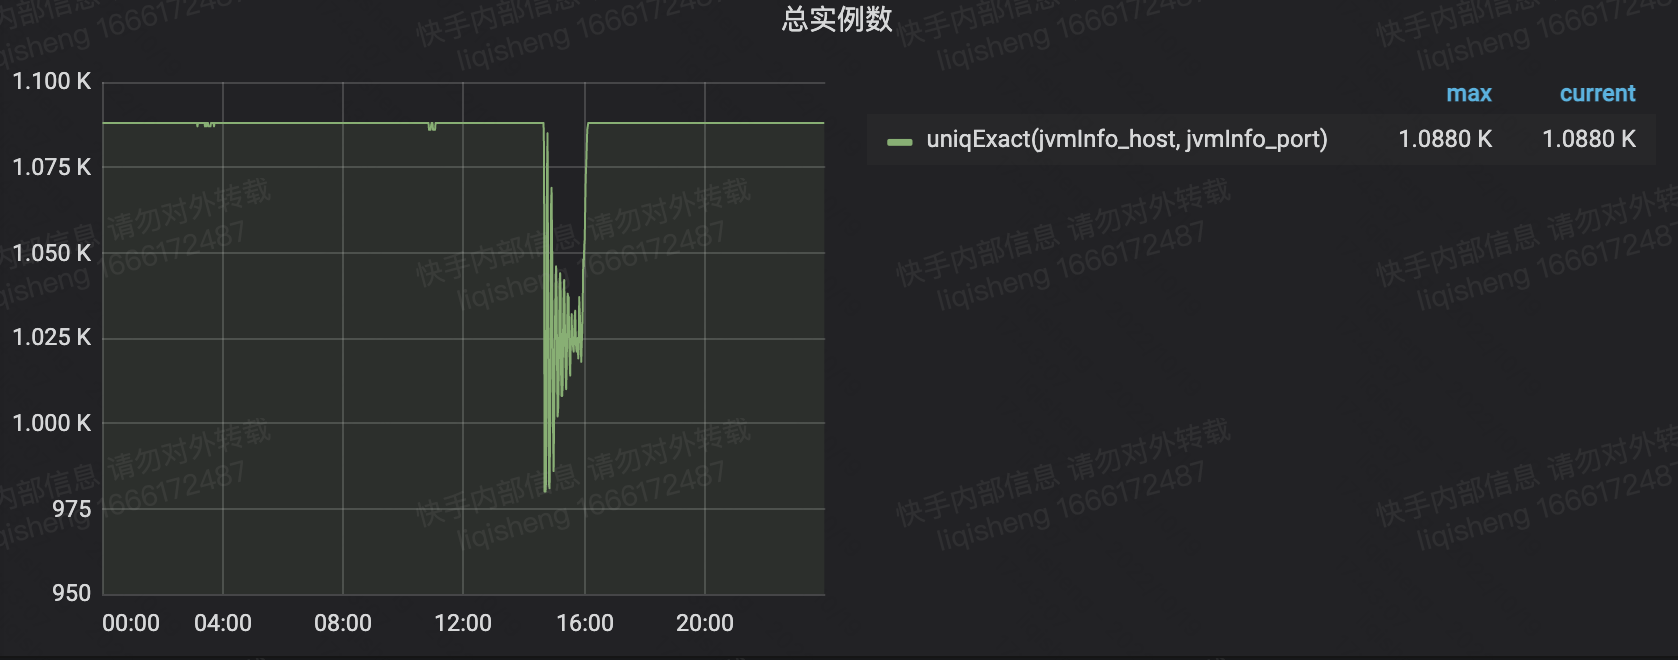 总实例数
1.100 K
1.075 K
1.050 K
1.025 K
1.000 K
975
950
00:00 04:00 08:00 12:00 16:00 20:00
max current
uniqExact(jvmInfo_host, jvmInfo_port) 1.0880 K 1.0880 K
快手内部信息 请勿对外转载
liqisheng 1666172487